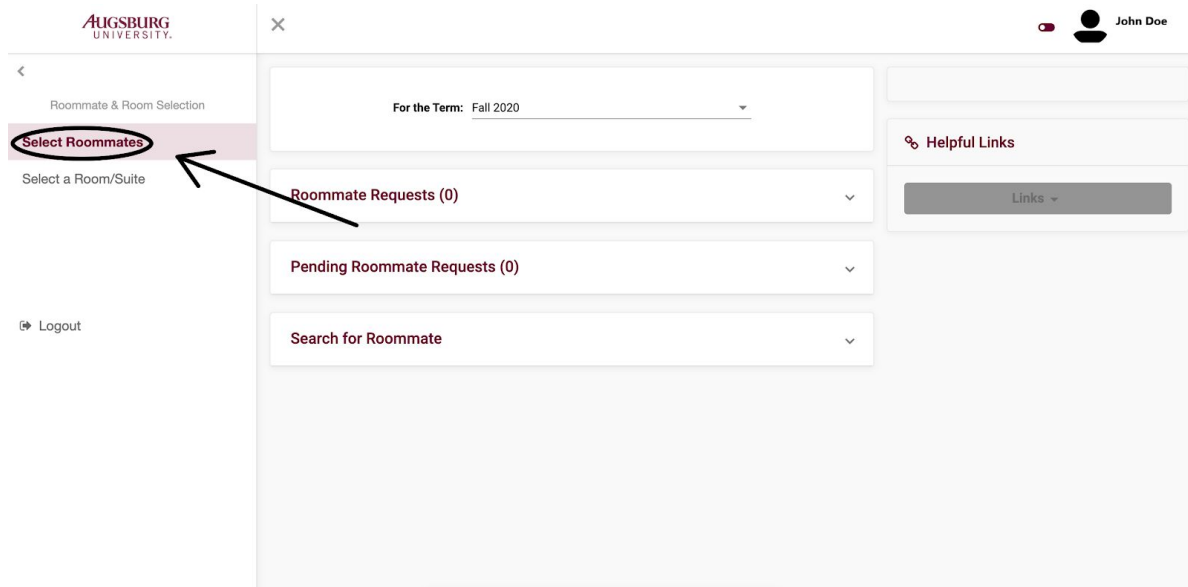 AUGSBURG
UNIVERSITY.
John Doe
Roommate & Room Selection
Select Roommates
Select a Room/Suite
Logout
For the Term: Fall 2020
Roommate Requests (0)
Pending Roommate Requests (0)
Search for Roommate
Helpful Links
Links